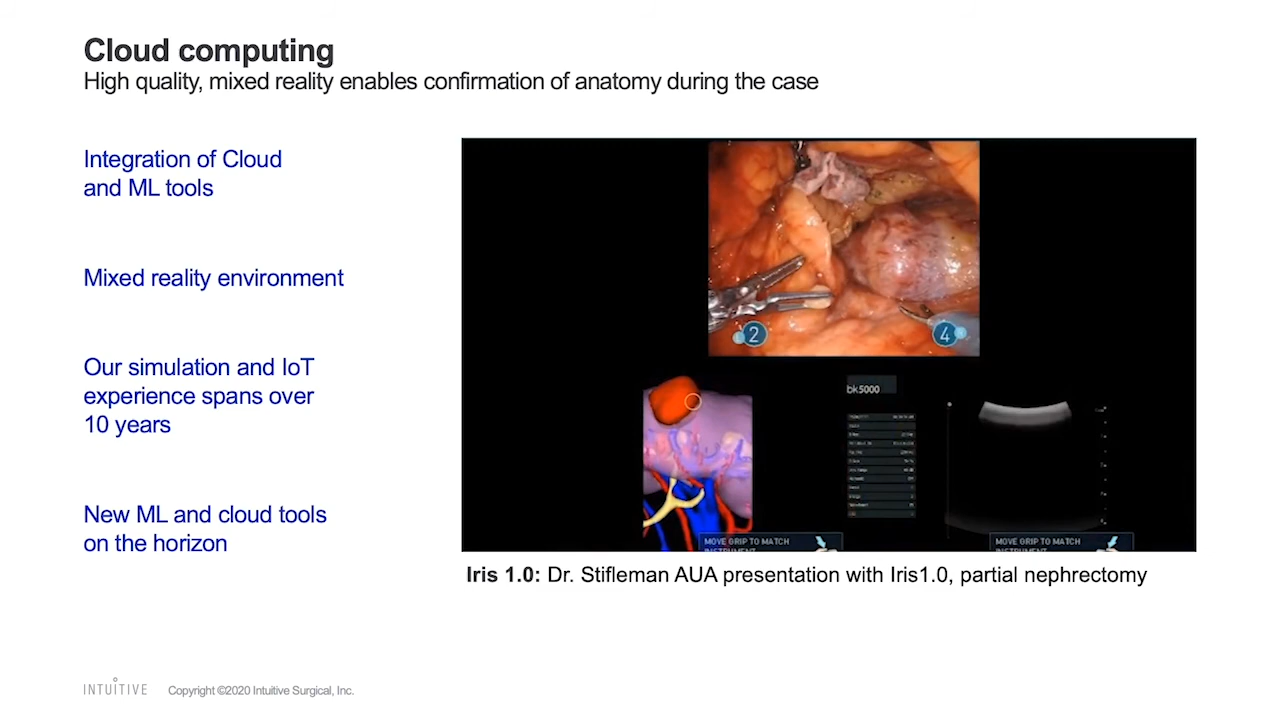 Cloud computing
High quality, mixed reality enables confirmation of anatomy during the case
Integration of Cloud
and ML tools
Mixed reality environment
Our simulation and IoT
experience spans over
10 years
New ML and cloud tools
on the horizon
2
4
bk5000
MOVE GRIP TO MATCH
INSTRUMENT
MOVE GRIP TO MATCH
INSTRUMENT
Iris 1.0: Dr. Stifleman AUA presentation with Iris1.0, partial nephrectomy
INTUITIVE
Copyright ©2020 Intuitive Surgical, Inc.